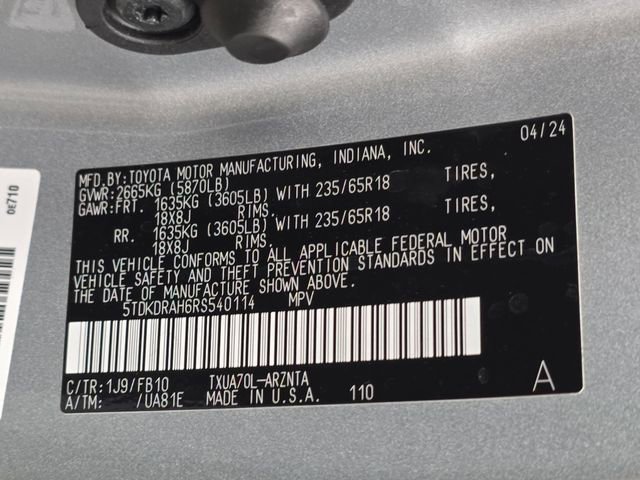 04/24
MFD.BY:TOYOTA MOTOR MANUFACTURING, INDIANA, INC.
GVWR:2665KG (5870LB)
GAWR:FRT. 1635KG (3605LB) WITH 235/65R18 TIRES,
18X8J RIMS.
RR. 1635KG (3605LB) WITH 235/65R18 TIRES,
18X8J RIMS.
THIS VEHICLE CONFORMS TO ALL APPLICABLE FEDERAL MOTOR
VEHICLE SAFETY AND THEFT PREVENTION STANDARDS IN EFFECT ON
THE DATE OF MANUFACTURE SHOWN ABOVE.
5TDKDRAH6RS540114 MPV
C/TR:1J9/FB10 TXUA70L-ARZNTA
A/TM: /UA81E MADE IN U.S.A. 110 A
0E710